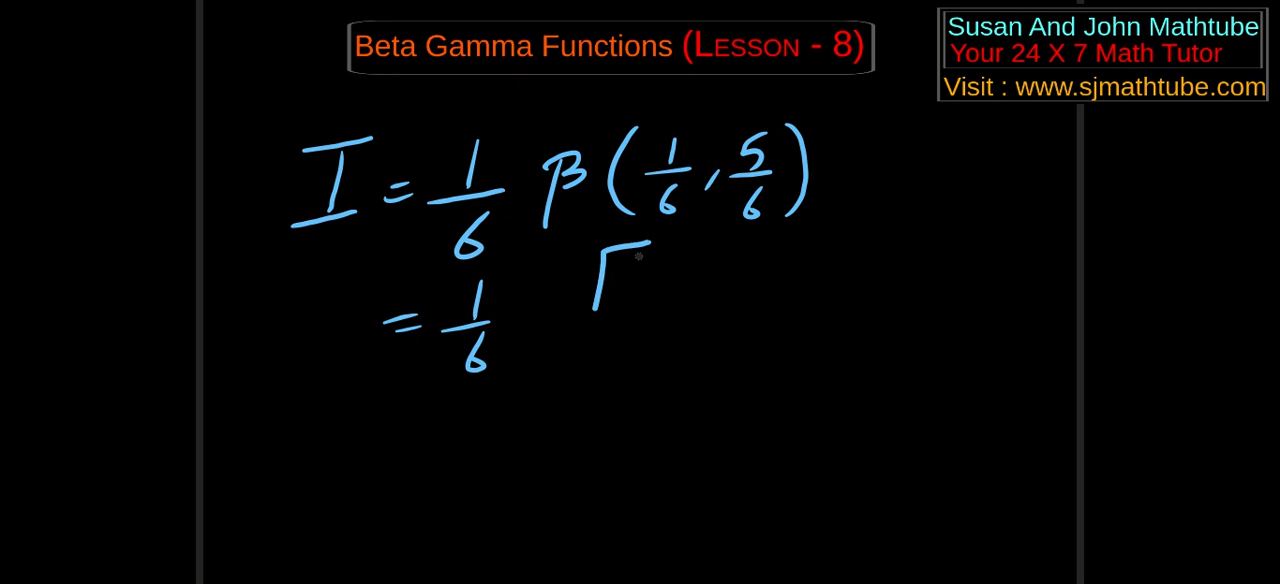 Beta Gamma Functions (Lesson - 8)
Susan And John Mathtube
Your 24 X 7 Math Tutor
Visit : www.sjmathtube.com
I = 1/6 β(1/6, 5/6)
= 1/6 Γ